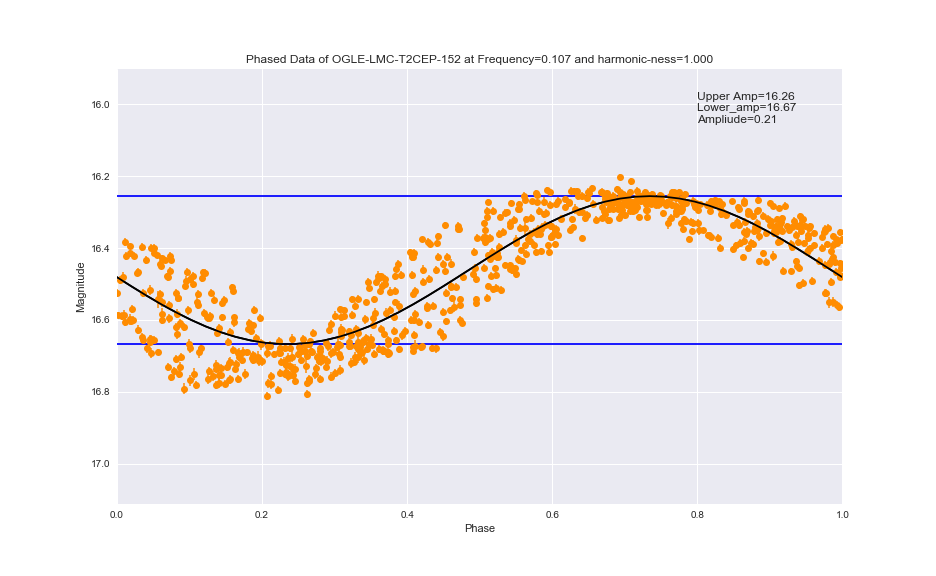 Phased Data of OGLE-LMC-T2CEP-152 at Frequency=0.107 and harmonic-ness=1.000
Upper Amp=16.26
Lower_amp=16.67
Ampliude=0.21
16.0
16.2
16.4
16.6
16.8
17.0
Magnitude
0.0
0.2
0.4
0.6
0.8
1.0
Phase